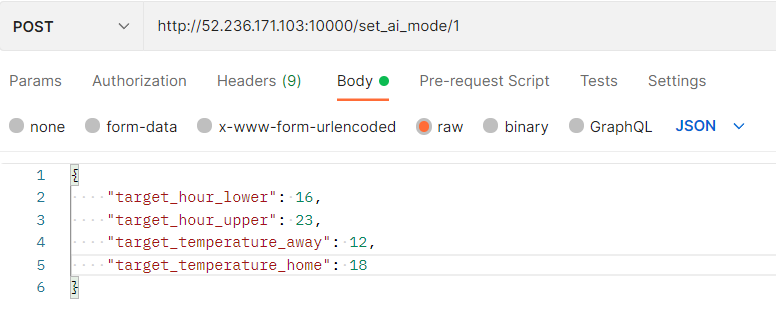 POST http://52.236.171.103:10000/set_ai_mode/1
Params Authorization Headers (9) Body Pre-request Script Tests Settings
none form-data x-www-form-urlencoded raw binary GraphQL JSON
1 {
2 "target_hour_lower": 16,
3 "target_hour_upper": 23,
4 "target_temperature_away": 12,
5 "target_temperature_home": 18
6 }